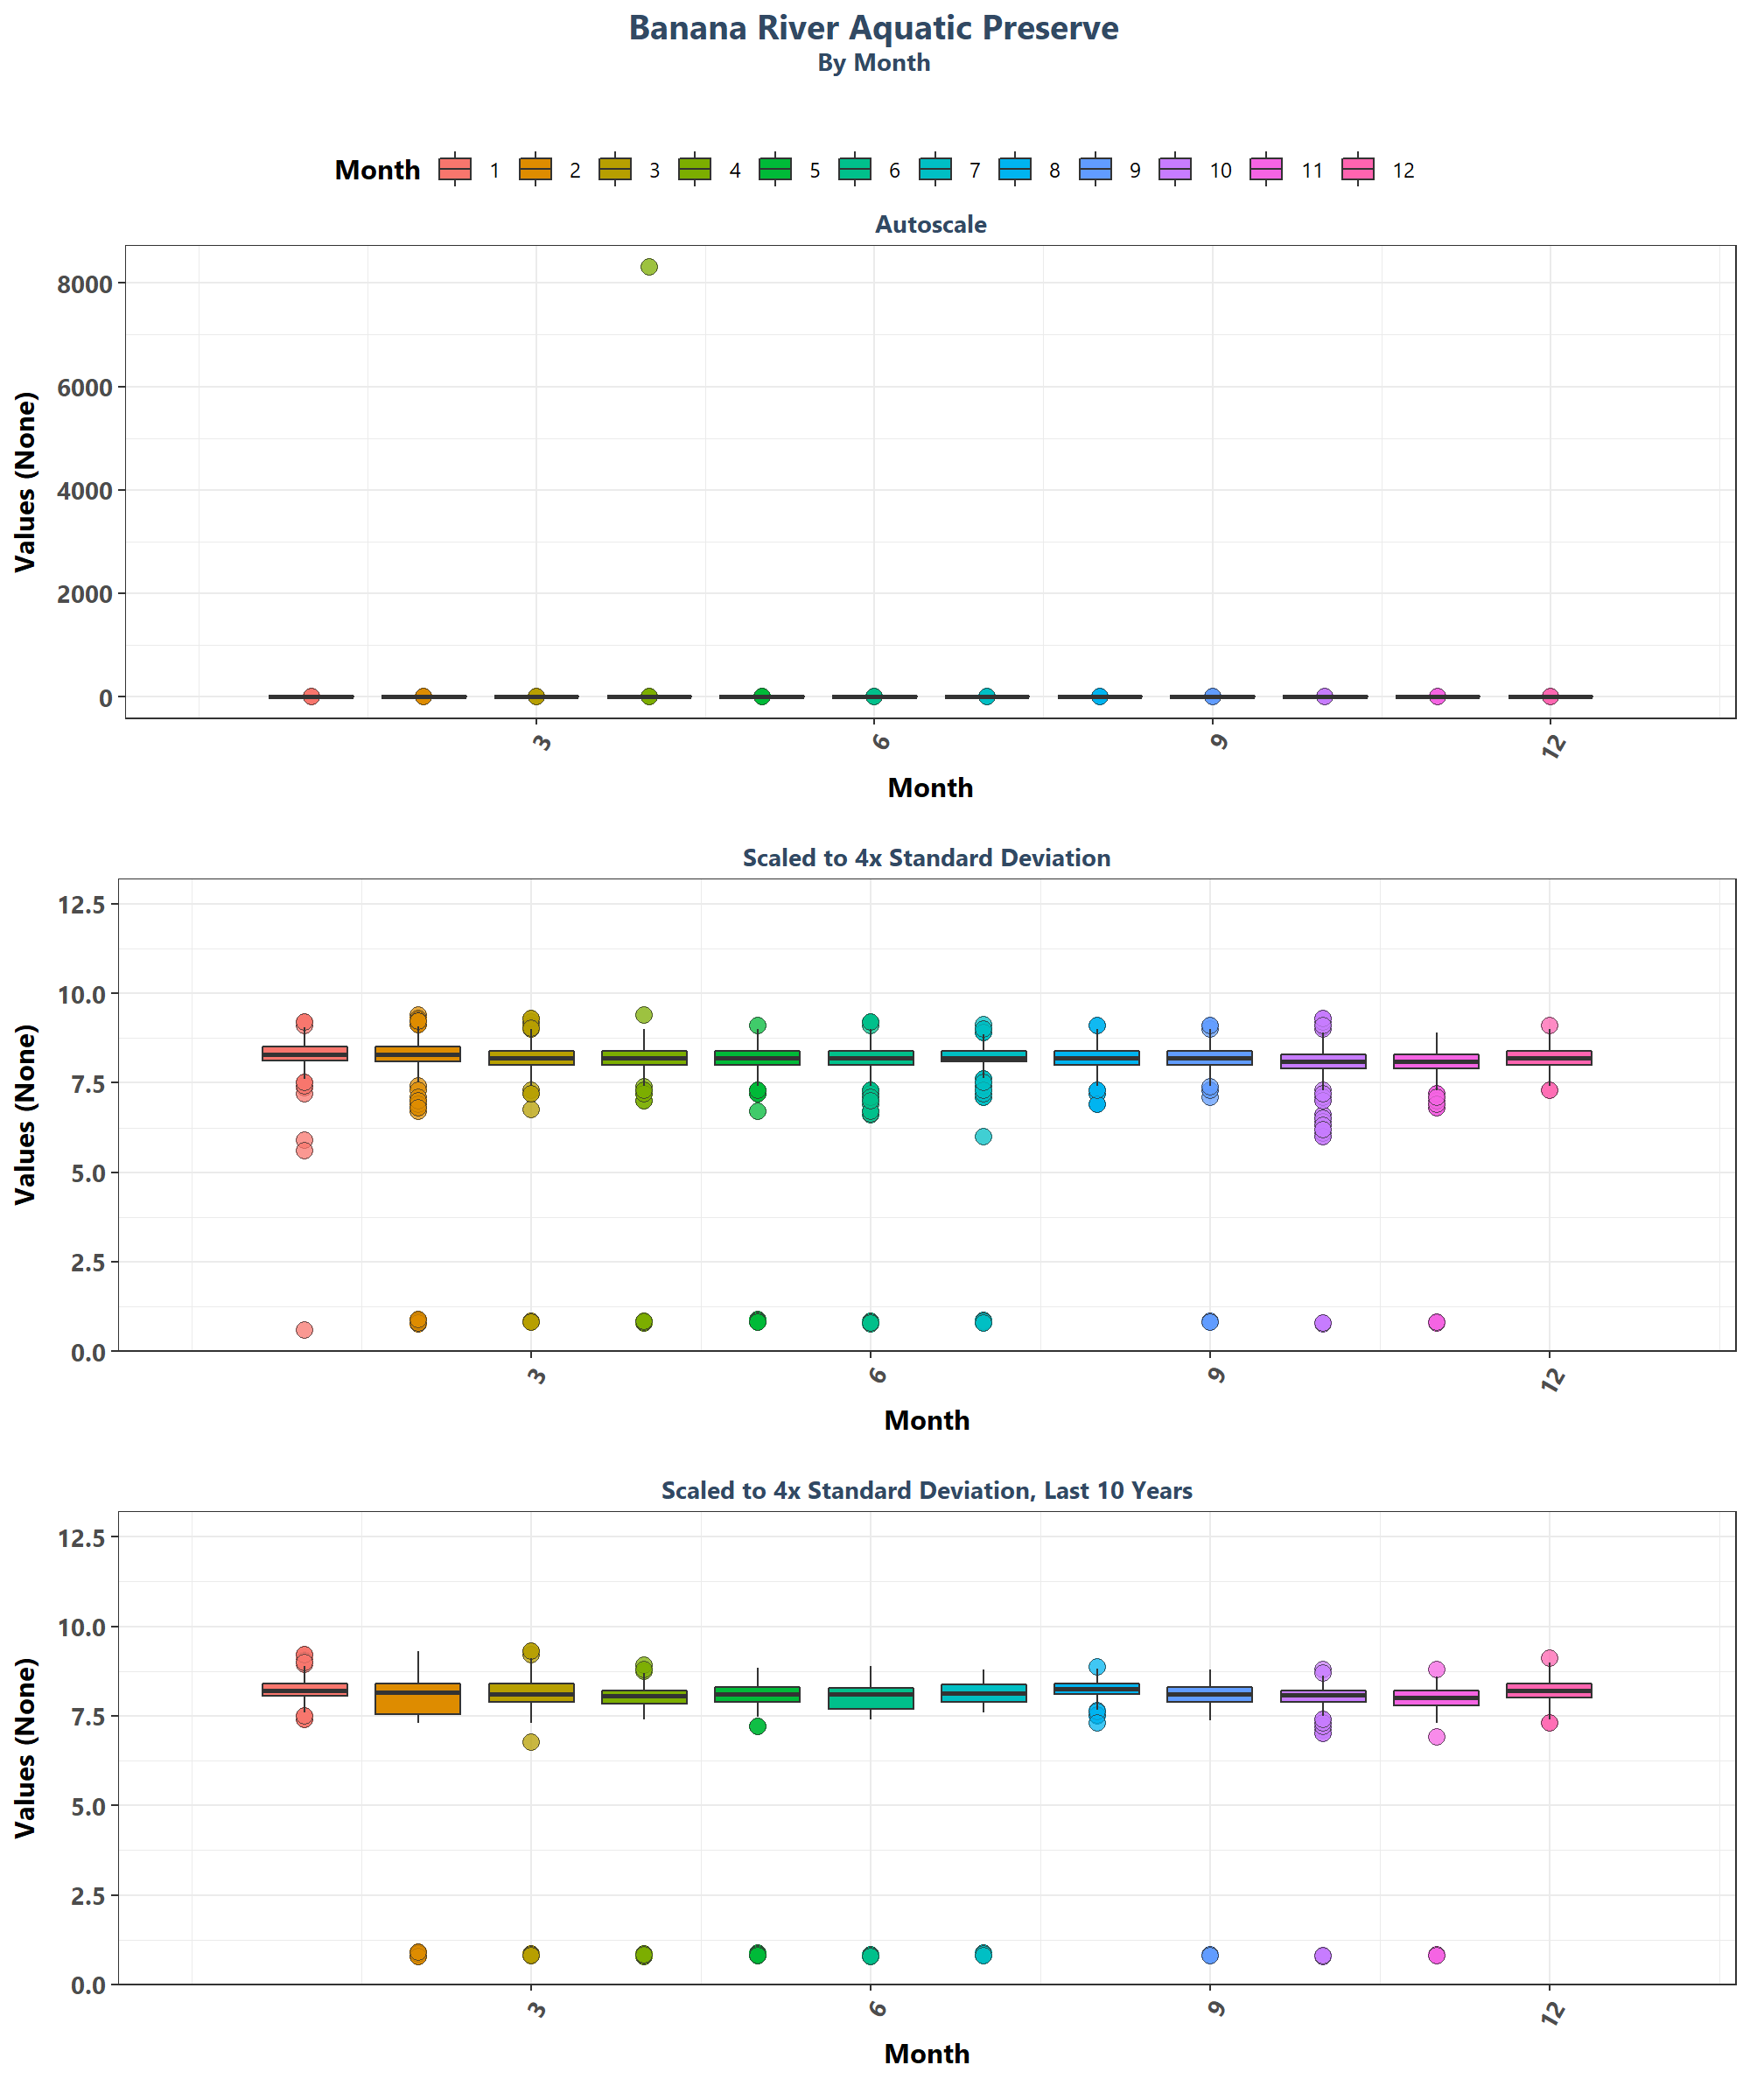 Banana River Aquatic Preserve
By Month
Month 1 2 3 4 5 6 7 8 9 10 11 12
Autoscale
Values (None)
8000
6000
4000
2000
0
3 6 9 12
Month
Scaled to 4x Standard Deviation
Values (None)
12.5
10.0
7.5
5.0
2.5
0.0
3 6 9 12
Month
Scaled to 4x Standard Deviation, Last 10 Years
Values (None)
12.5
10.0
7.5
5.0
2.5
0.0
3 6 9 12
Month